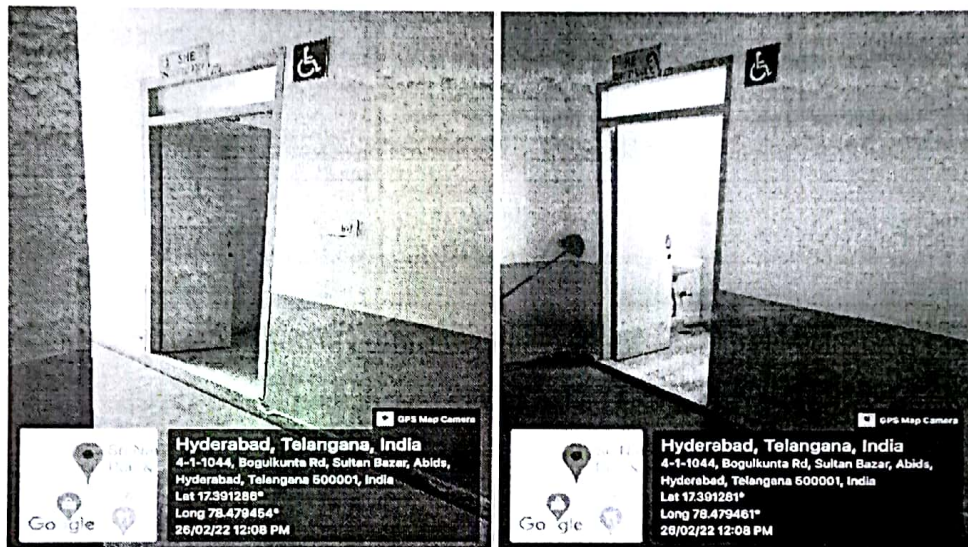 SHE
GPS Map Camera
Google
Hyderabad, Telangana, India
4-1-1044, Bogulkunta Rd, Sultan Bazar, Abids,
Hyderabad, Telangana 500001, India
Lat 17.391286°
Long 78.479454°
26/02/22 12:08 PM
GPS Map Camera
Google
Hyderabad, Telangana, India
4-1-1044, Bogulkunta Rd, Sultan Bazar, Abids,
Hyderabad, Telangana 500001, India
Lat 17.391281°
Long 78.479461°
26/02/22 12:08 PM